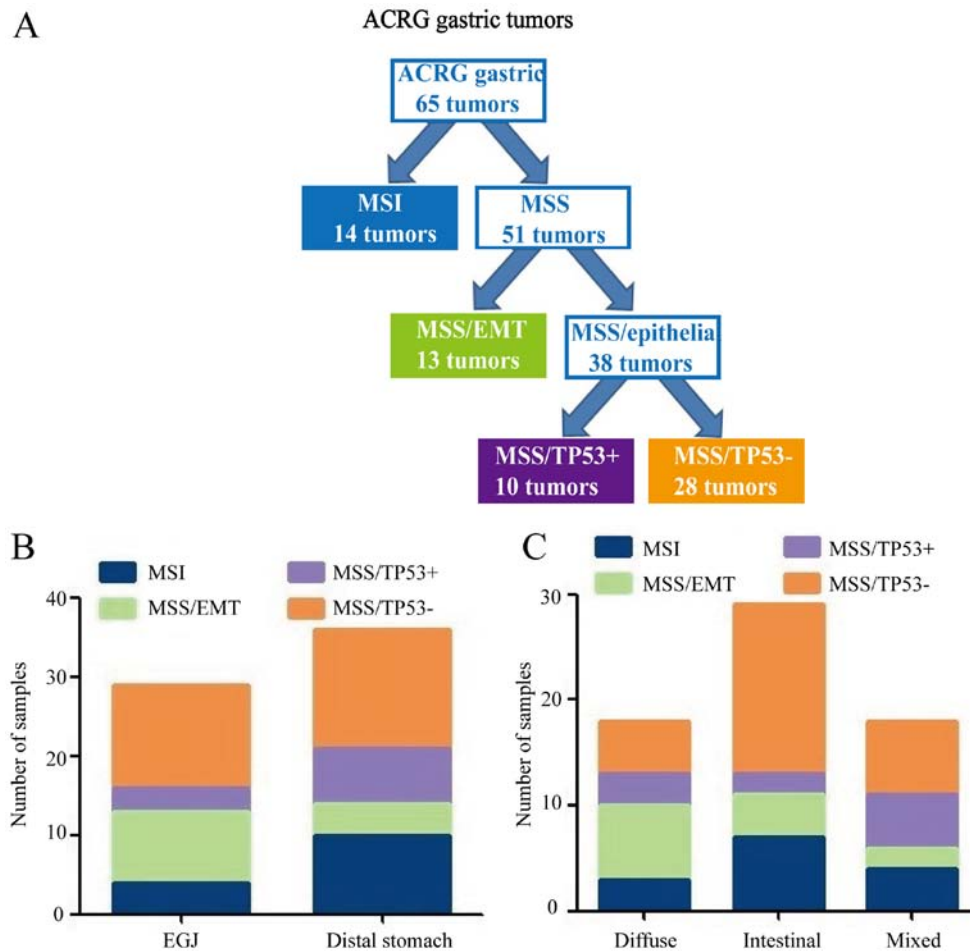 A
ACRG gastric tumors
ACRG gastric
65 tumors
MSI
14 tumors
MSS
51 tumors
MSS/EMT
13 tumors
MSS/epithelia
38 tumors
MSS/TP53+
10 tumors
MSS/TP53-
28 tumors
B
MSI
MSS/TP53+
MSS/EMT
MSS/TP53-
Number of samples
40
30
20
10
0
EGJ
Distal stomach
C
MSI
MSS/TP53+
MSS/EMT
MSS/TP53-
Number of samples
30
20
10
0
Diffuse
Intestinal
Mixed